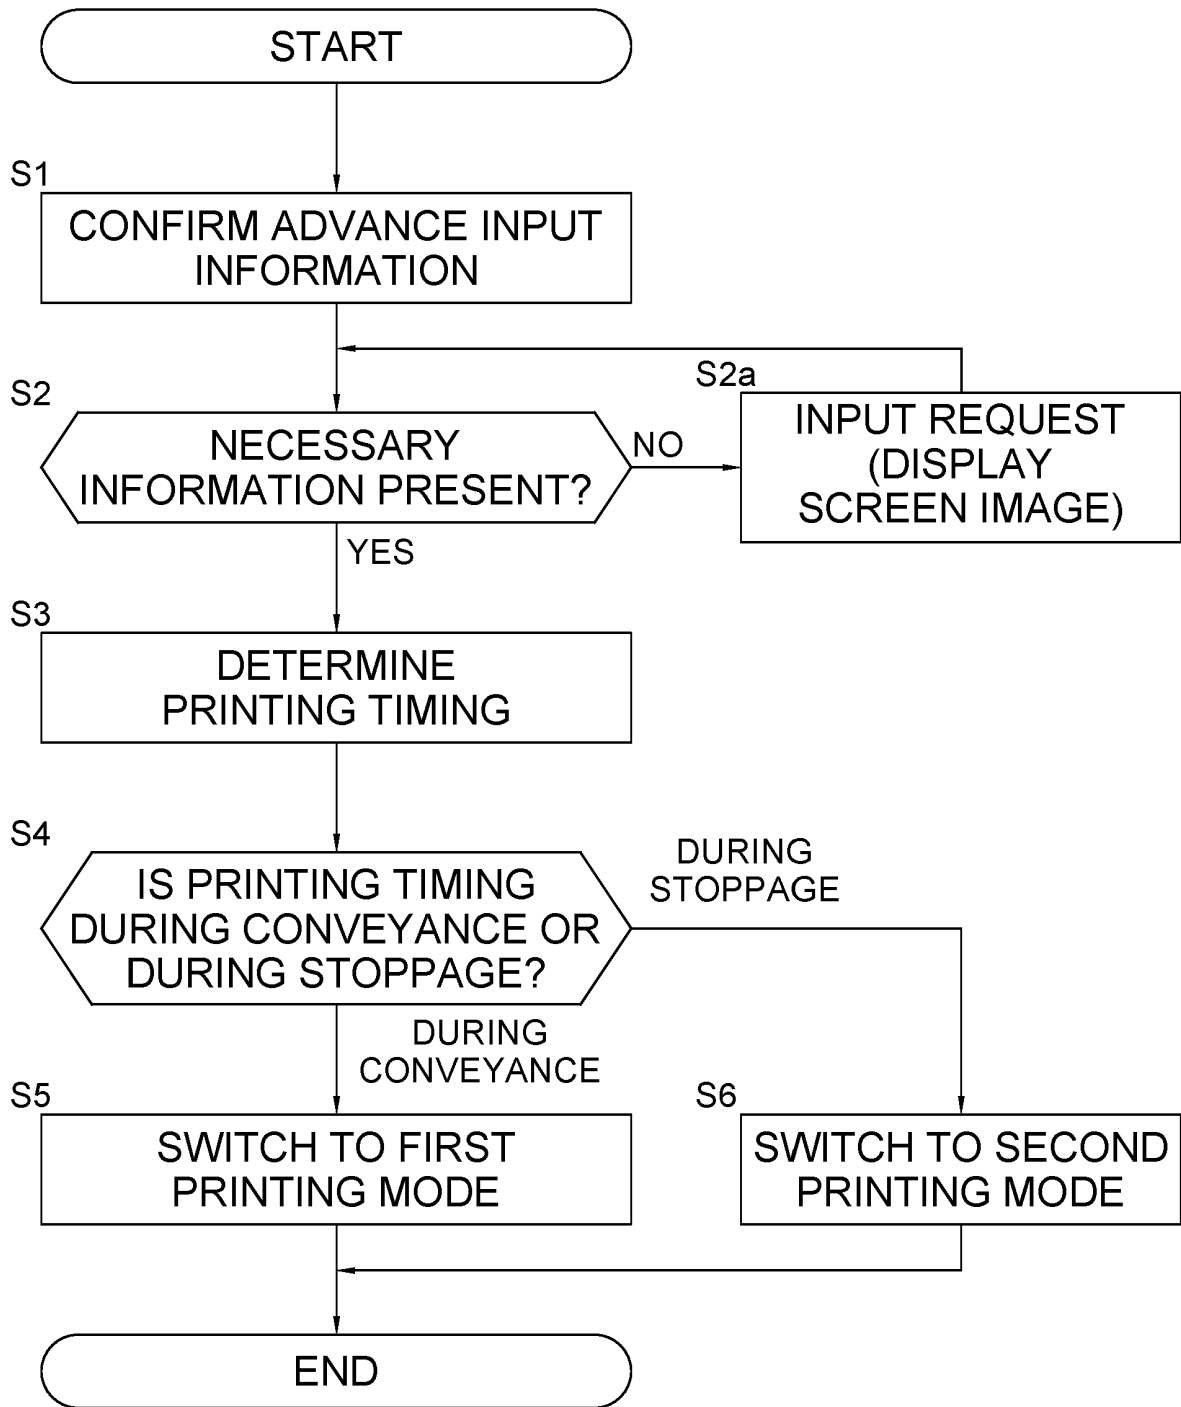 START
S1
CONFIRM ADVANCE INPUT
INFORMATION
S2
NECESSARY
INFORMATION PRESENT?
NO
S2a
INPUT REQUEST
(DISPLAY
SCREEN IMAGE)
YES
S3
DETERMINE
PRINTING TIMING
S4
IS PRINTING TIMING
DURING CONVEYANCE OR
DURING STOPPAGE?
DURING
STOPPAGE
DURING
CONVEYANCE
S5
SWITCH TO FIRST
PRINTING MODE
S6
SWITCH TO SECOND
PRINTING MODE
END